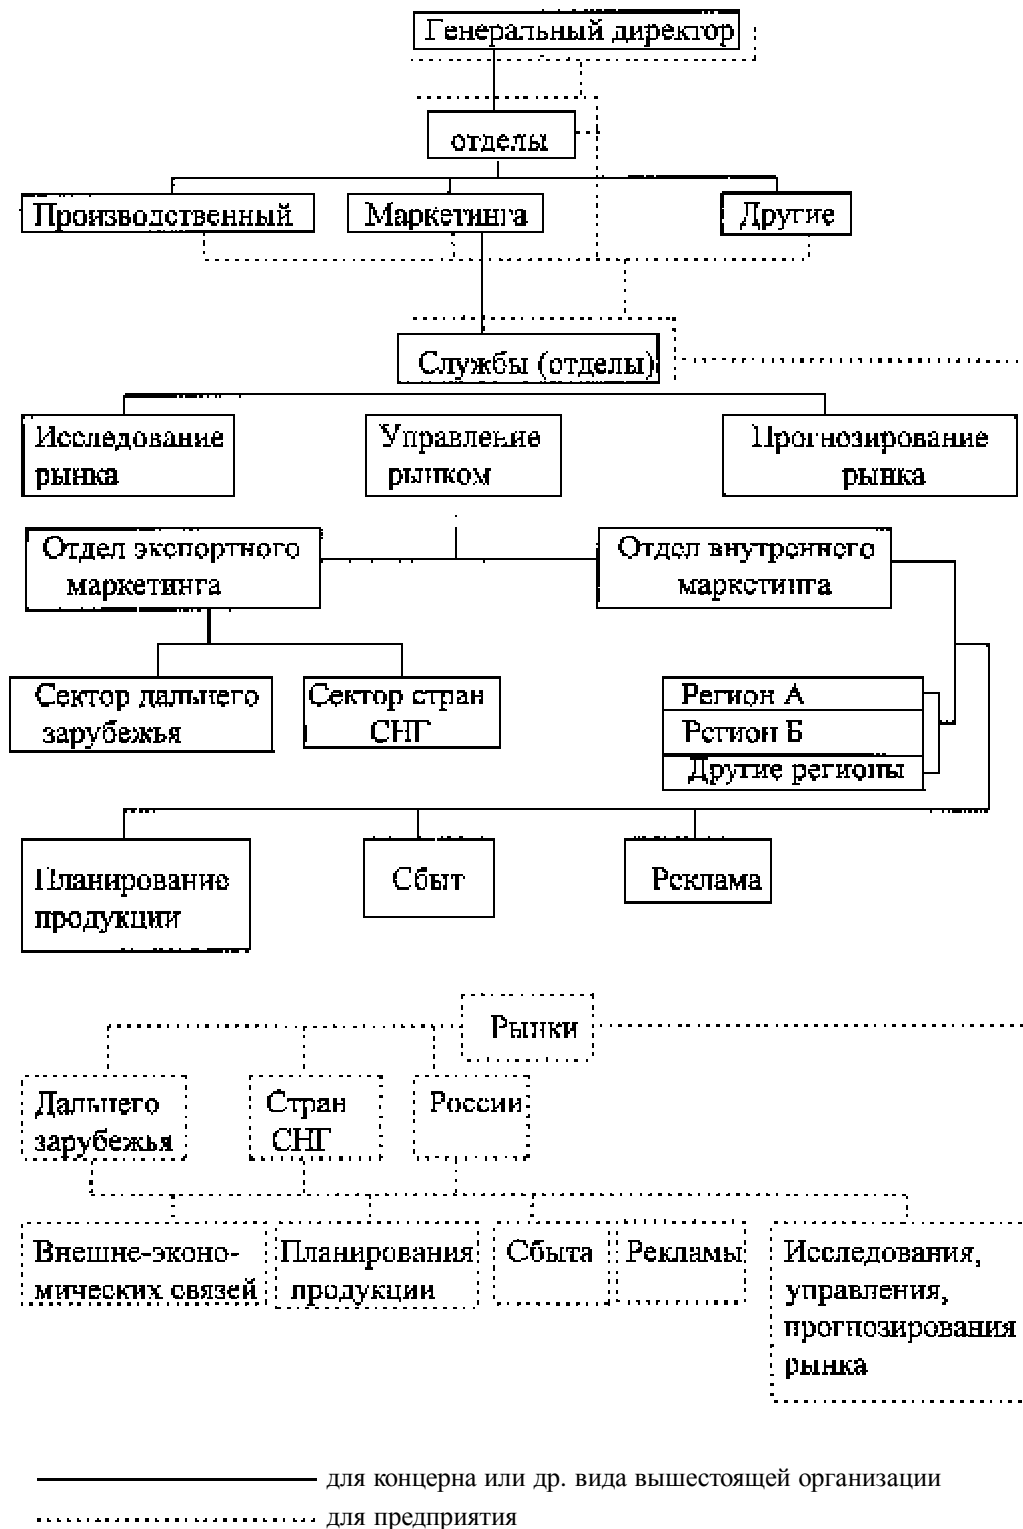 Генеральный директор
отделы
Производственный
Маркетинга
Другие
Службы (отделы)
Исследование
рынка
Управление
рынком
Прогнозирование
рынка
Отдел экспортного
маркетинга
Отдел внутреннего
маркетинга
Сектор дальнего
зарубежья
Сектор стран
СНГ
Регион А
Регион Б
Другие регионы
Планирование
продукции
Сбыт
Реклама
Рынки
Дальнего
зарубежья
Стран
СНГ
России
Внешне-эконо-
мических связей
Планирования
продукции
Сбыта
Рекламы
Исследования,
управления,
прогнозирования
рынка
для концерна или др. вида вышестоящей организации
для предприятия